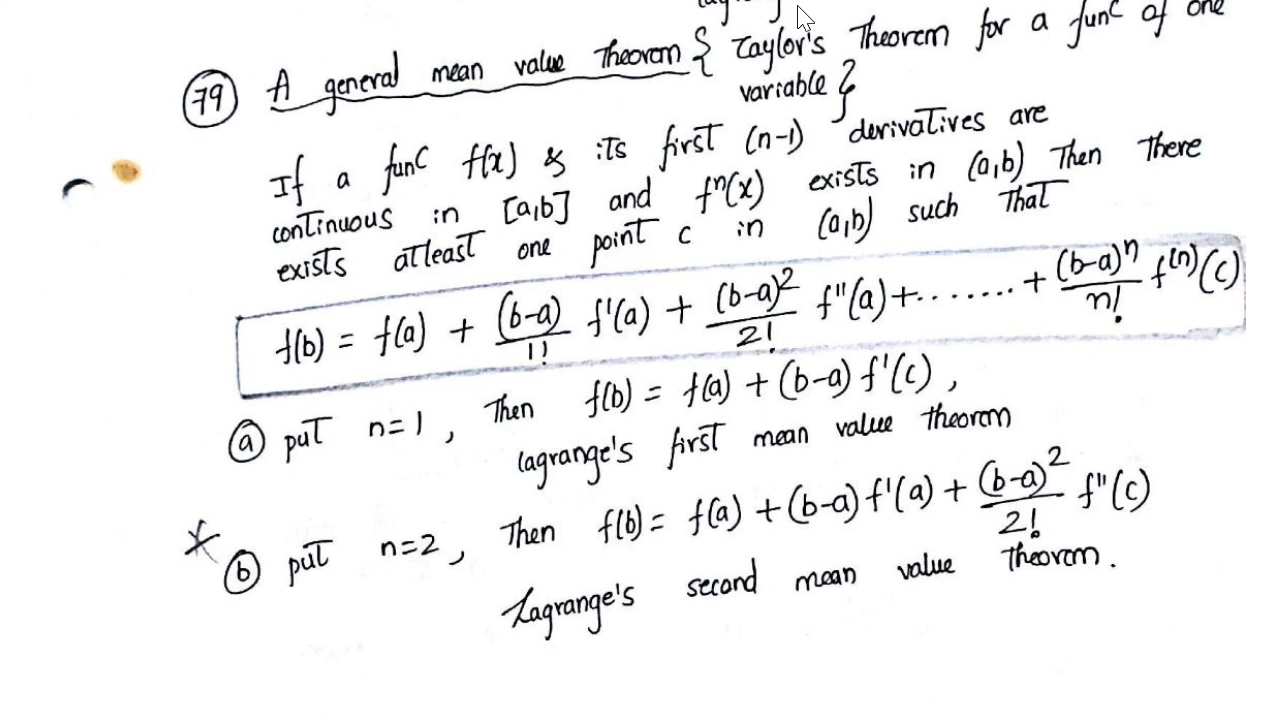 79 A general mean value Theorem { Taylor's Theorem for a func of one
variable }
If a func f(x) & its first (n-1) derivatives are
continuous in [a,b] and fⁿ(x) exists in (a,b) Then there
exists atleast one point c in (a,b) such that
f(b) = f(a) + (b-a)/1! f'(a) + (b-a)²/2! f''(a)+........+ (b-a)ⁿ/n! f⁽ⁿ⁾(c)
a put n=1, Then f(b) = f(a) + (b-a) f'(c),
lagrange's first mean value theorem
* b put n=2, Then f(b) = f(a) + (b-a) f'(a) + (b-a)²/2! f''(c)
Lagrange's second mean value theorem.